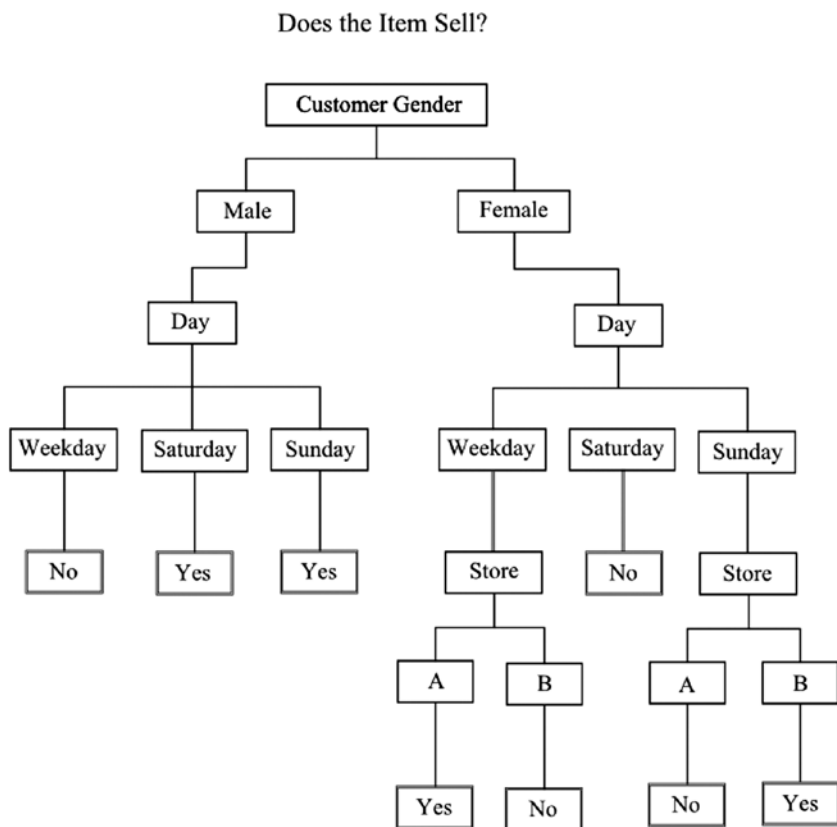 Does the Item Sell?
Customer Gender
Male Female
Day Day
Weekday Saturday Sunday Weekday Saturday Sunday
No Yes Yes Store No Store
A B A B
Yes No No Yes